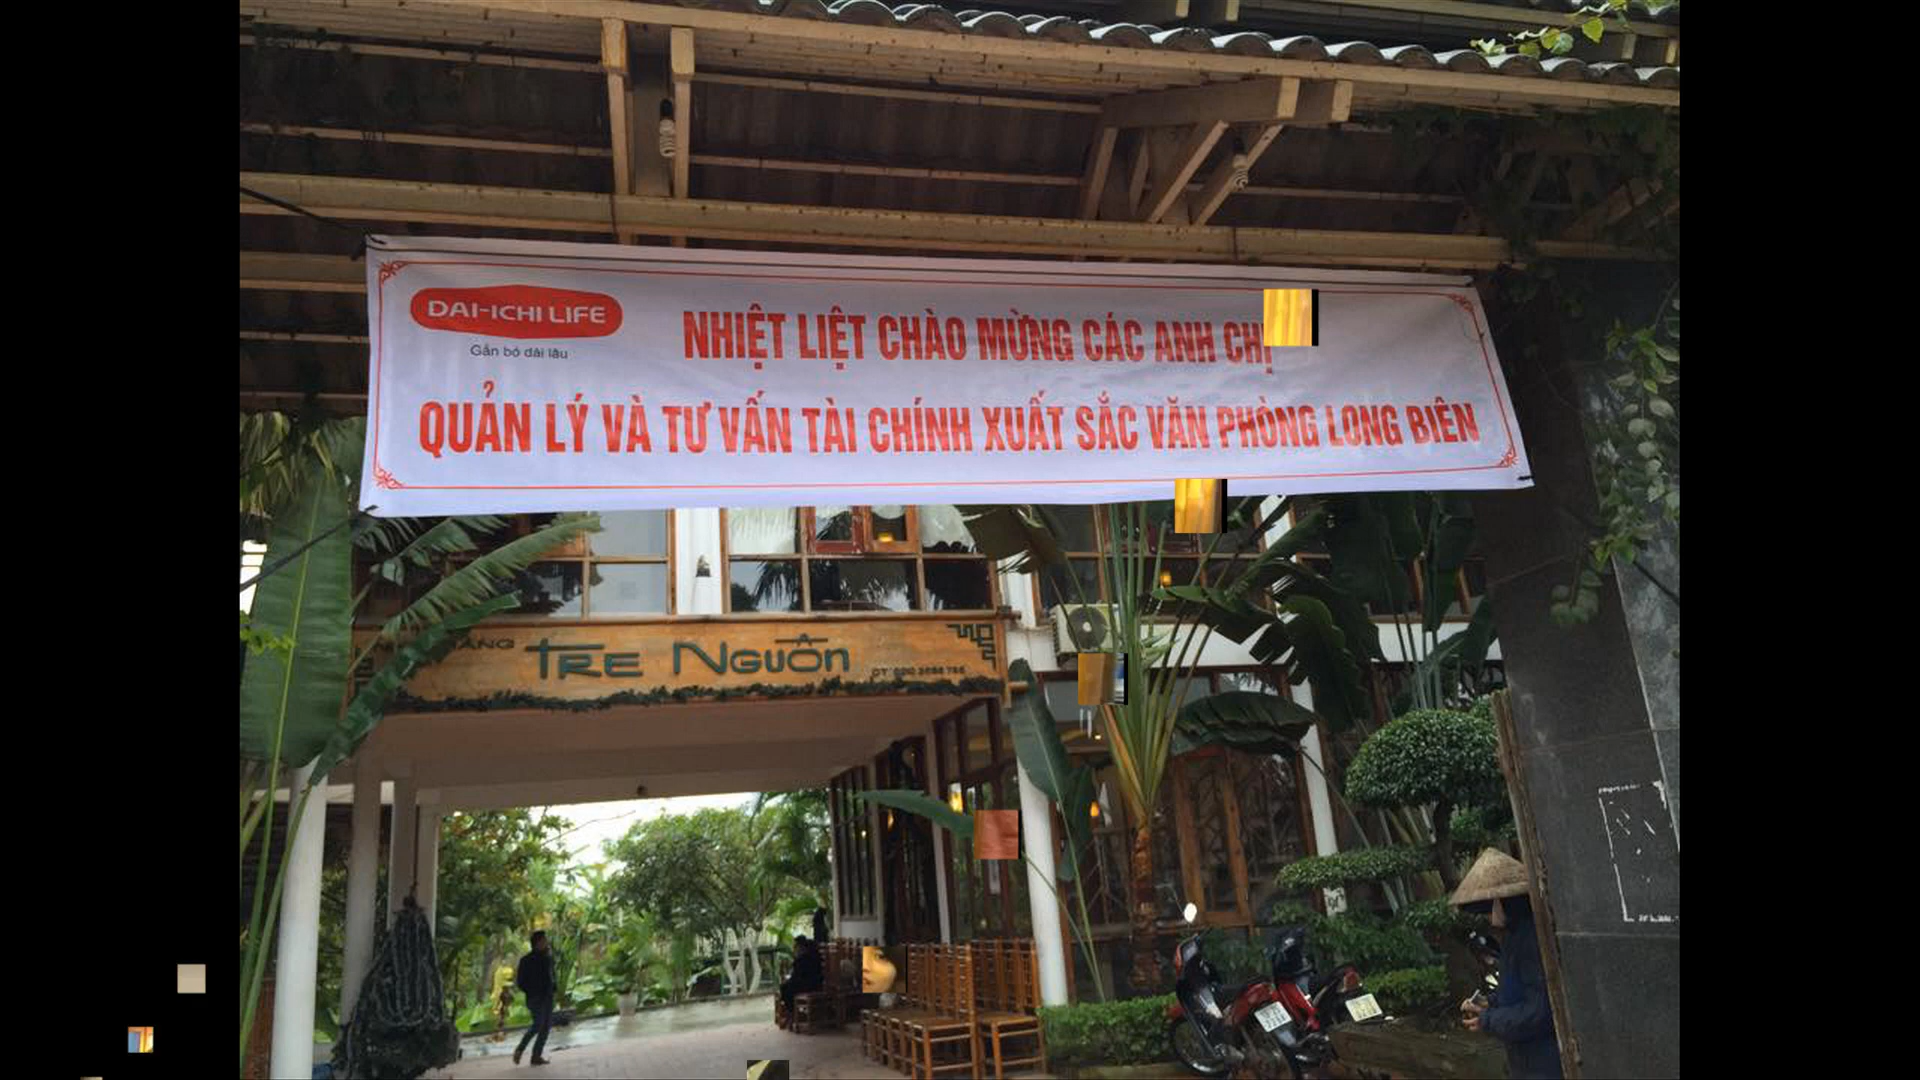 DAI-ICHI LIFE
Gắn bó dài lâu
NHIỆT LIỆT CHÀO MỪNG CÁC ANH CHỊ
QUẢN LÝ VÀ TƯ VẤN TÀI CHÍNH XUẤT SẮC VĂN PHÒNG LONG BIÊN
TRE NGUỒN